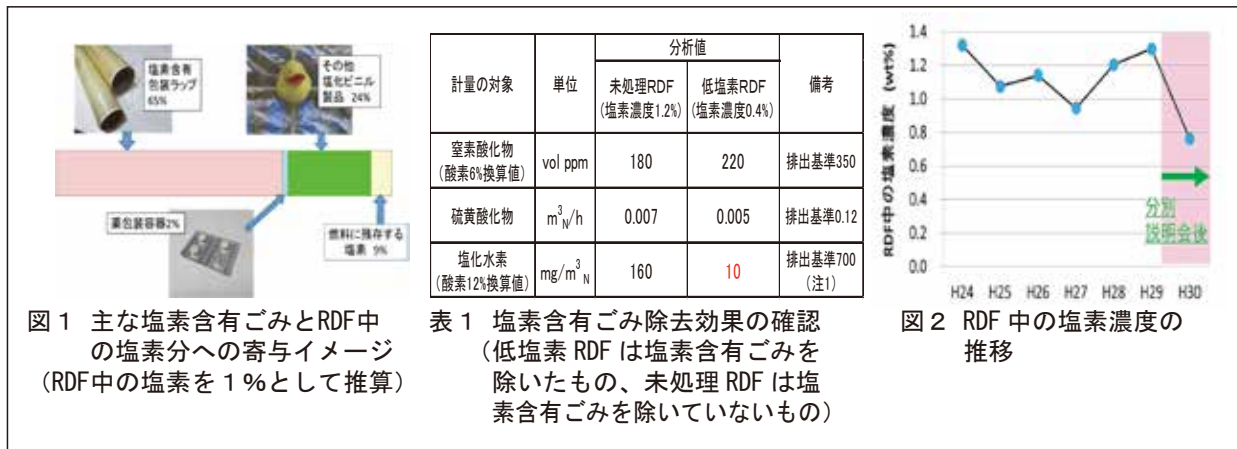 塩素含有
包装ラップ
65%
その他
塩化ビニル
製品 24%
薬包装容器2%
燃料に残存する
塩素 9%
図1 主な塩素含有ごみとRDF中
の塩素分への寄与イメージ
（RDF中の塩素を1％として推算）
計量の対象 単位 分析値 備考
未処理RDF
(塩素濃度1.2%)
低塩素RDF
(塩素濃度0.4%)
窒素酸化物
(酸素6%換算値)
vol ppm 180 220 排出基準350
硫黄酸化物 m³N/h 0.007 0.005 排出基準0.12
塩化水素
(酸素12%換算値)
mg/m³N 160 10 排出基準700
(注1)
表1 塩素含有ごみ除去効果の確認
（低塩素 RDF は塩素含有ごみを
除いたもの、未処理 RDF は塩
素含有ごみを除いていないもの）
RDF中の塩素濃度 (wt%)
1.4
1.2
1.0
0.8
0.6
0.4
0.2
0.0
分別
説明会後
H24 H25 H26 H27 H28 H29 H30
図2 RDF 中の塩素濃度の
推移